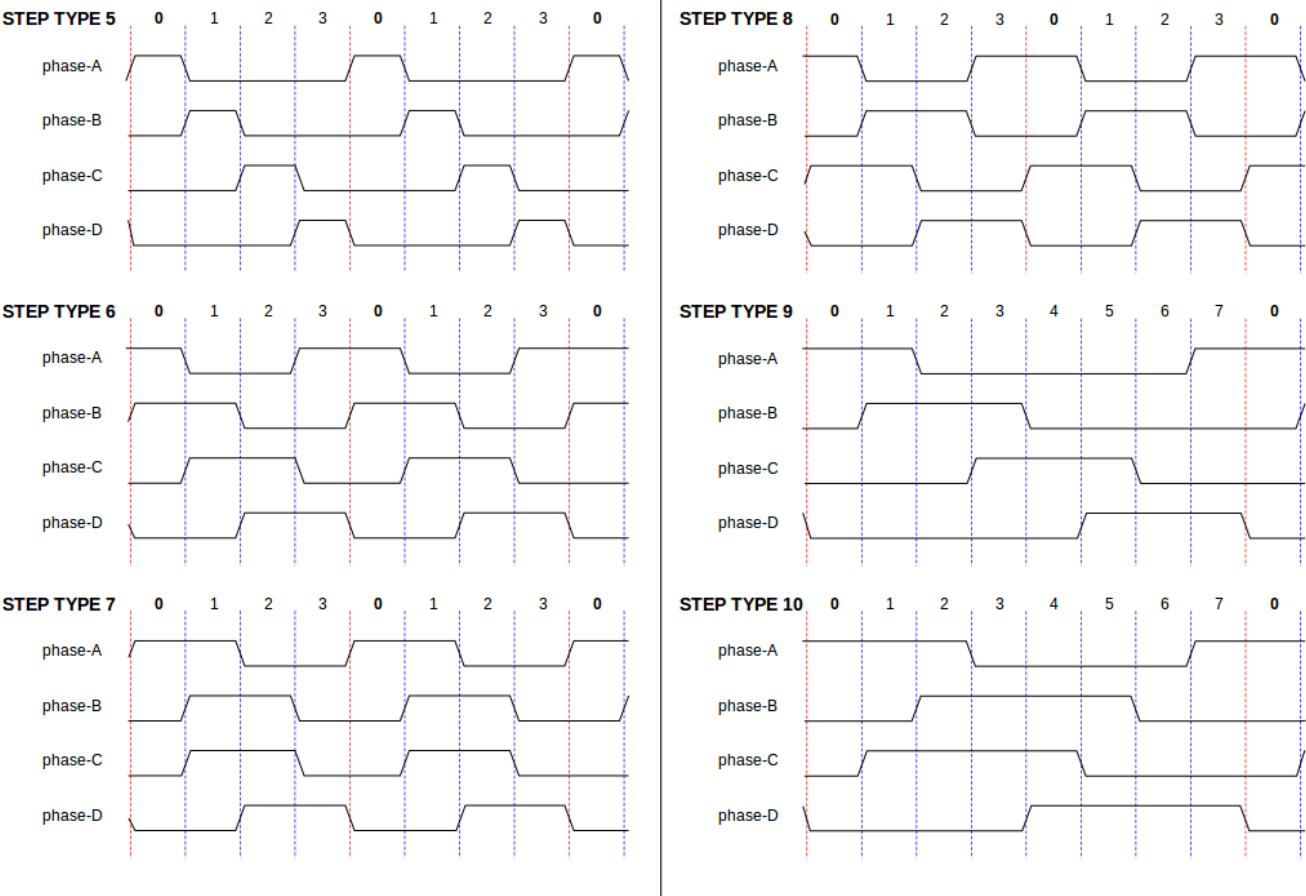 STEP TYPE 5 0 1 2 3 0 1 2 3 0
phase-A
phase-B
phase-C
phase-D
STEP TYPE 6 0 1 2 3 0 1 2 3 0
phase-A
phase-B
phase-C
phase-D
STEP TYPE 7 0 1 2 3 0 1 2 3 0
phase-A
phase-B
phase-C
phase-D
STEP TYPE 8 0 1 2 3 0 1 2 3 0
phase-A
phase-B
phase-C
phase-D
STEP TYPE 9 0 1 2 3 4 5 6 7 0
phase-A
phase-B
phase-C
phase-D
STEP TYPE 10 0 1 2 3 4 5 6 7 0
phase-A
phase-B
phase-C
phase-D